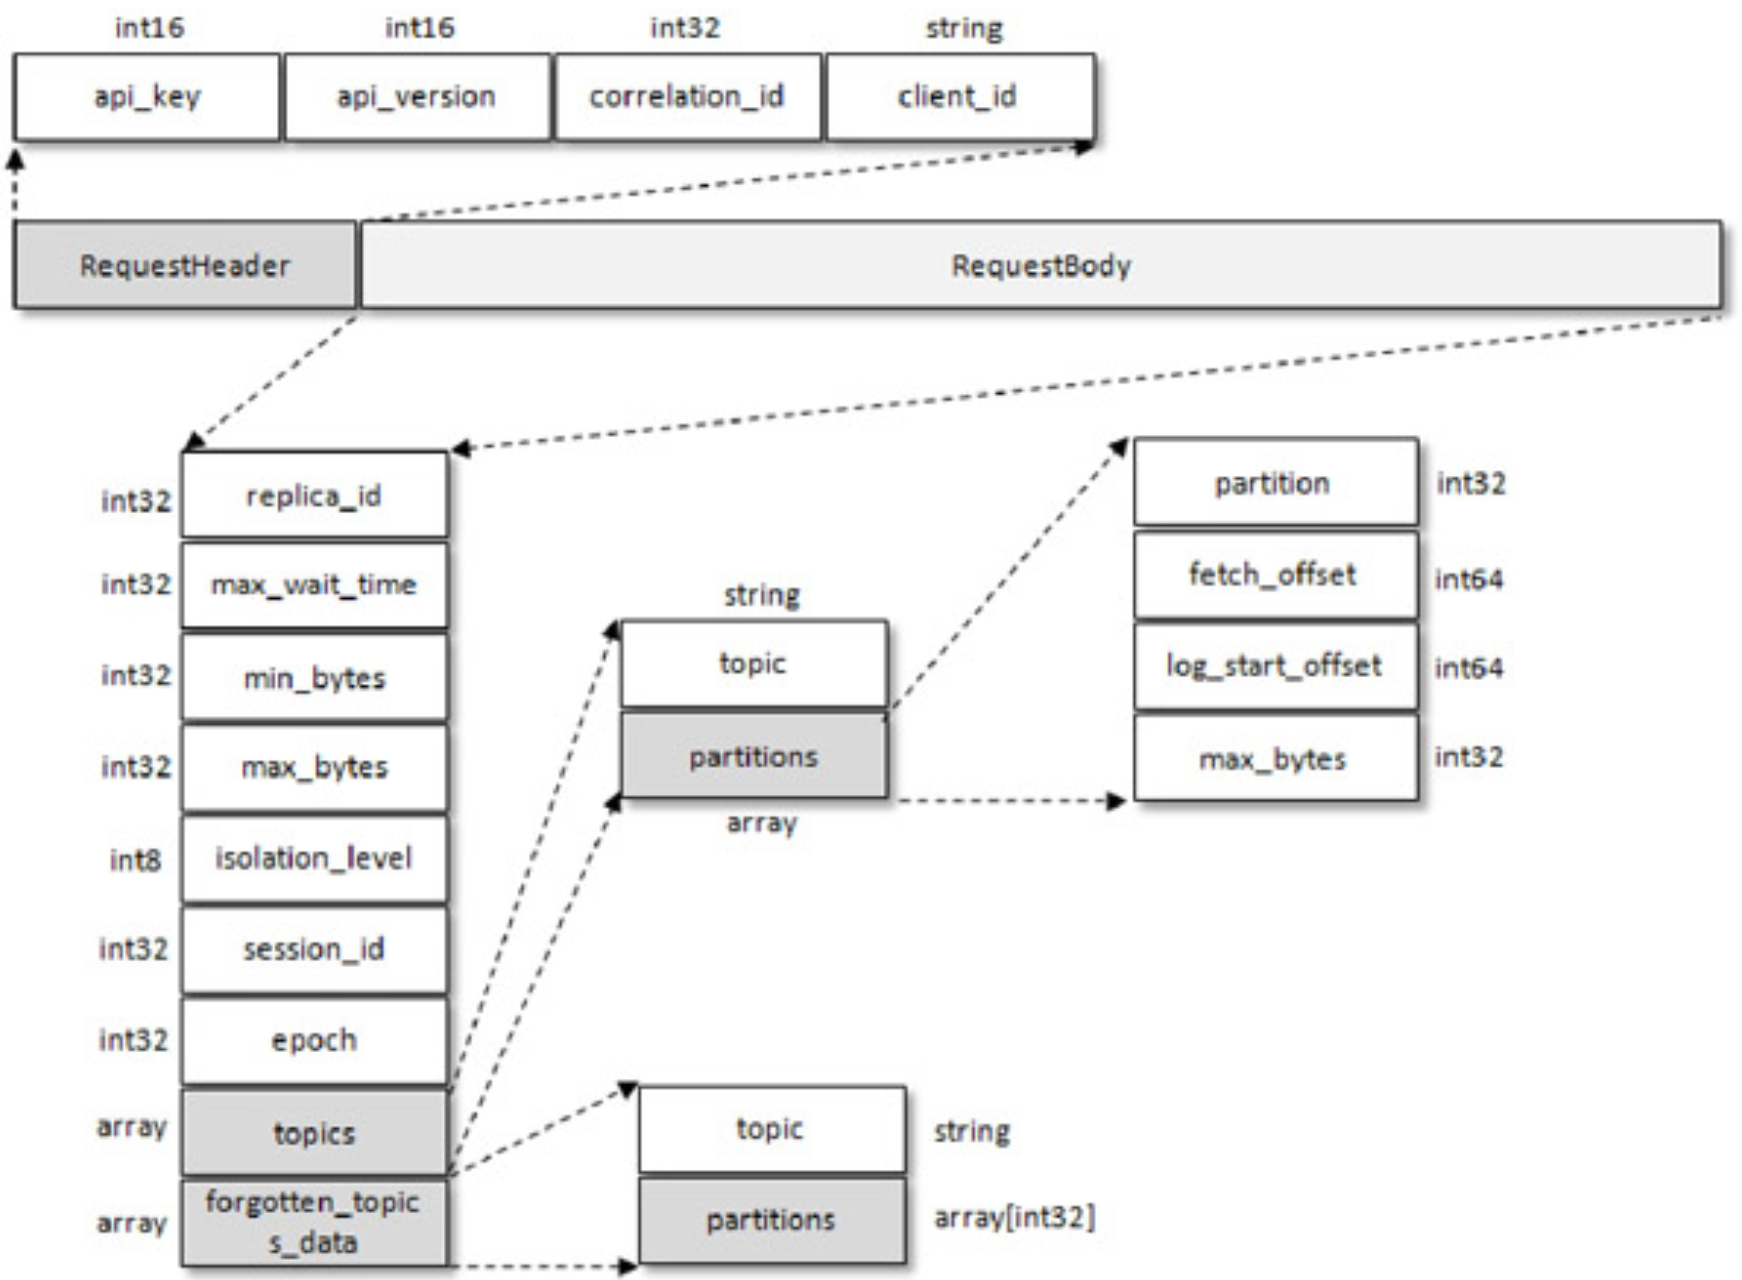 int16 int16 int32 string
api_key api_version correlation_id client_id
RequestHeader RequestBody
int32 replica_id
int32 max_wait_time
int32 min_bytes
int32 max_bytes
int8 isolation_level
int32 session_id
int32 epoch
array topics
array forgotten_topic
s_data
string
topic
partitions
array
partition int32
fetch_offset int64
log_start_offset int64
max_bytes int32
topic string
partitions array[int32]